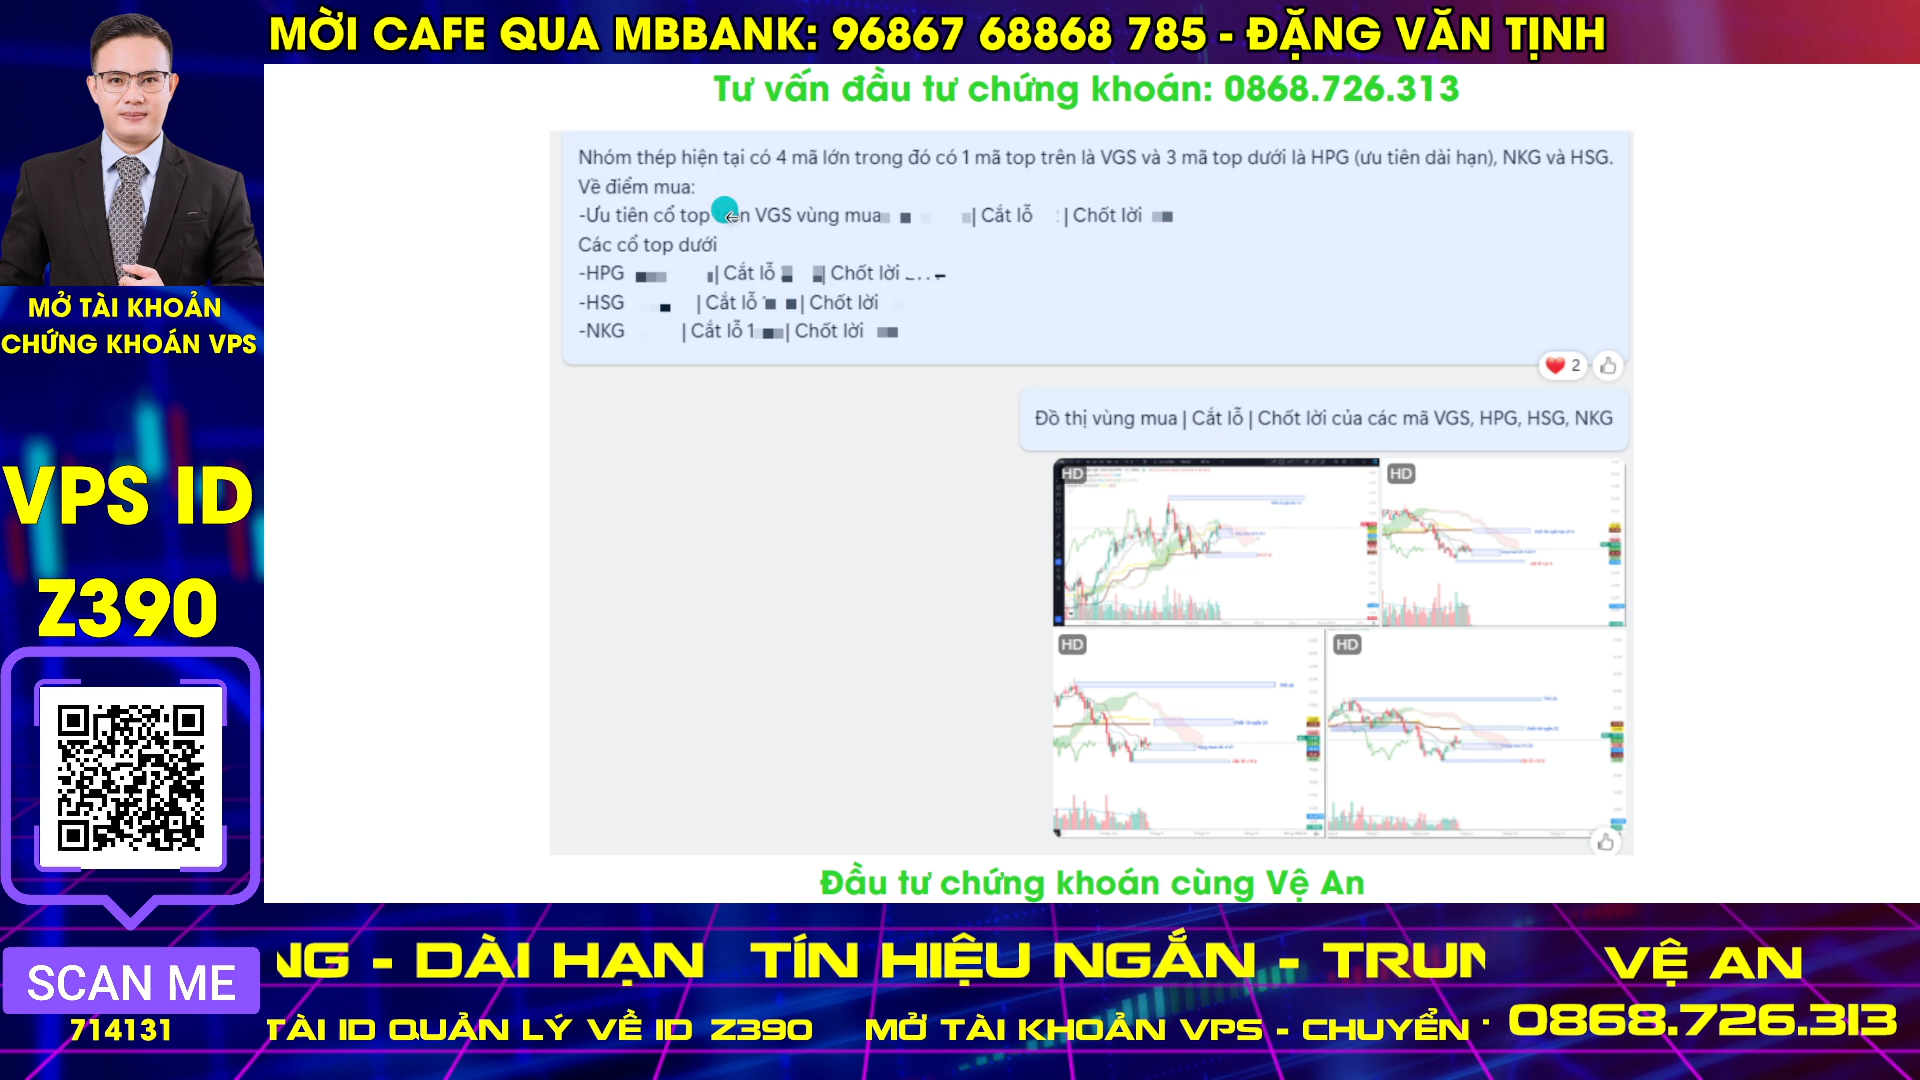 MỜI CAFE QUA MBBANK: 96867 68868 785 - ĐẶNG VĂN TỊNH
Tư vấn đầu tư chứng khoán: 0868.726.313
Nhóm thép hiện tại có 4 mã lớn trong đó có 1 mã top trên là VGS và 3 mã top dưới là HPG (ưu tiên dài hạn), NKG và HSG.
Về điểm mua:
-Ưu tiên cổ top VGS vùng mua | Cắt lỗ | Chốt lời
Các cổ top dưới
-HPG | Cắt lỗ | Chốt lời
-HSG | Cắt lỗ | Chốt lời
-NKG | Cắt lỗ 1 | Chốt lời
2
Đồ thị vùng mua | Cắt lỗ | Chốt lời của các mã VGS, HPG, HSG, NKG
HD
HD
HD
HD
Đầu tư chứng khoán cùng Vệ An
MỞ TÀI KHOẢN
CHỨNG KHOÁN VPS
VPS ID
Z390
SCAN ME
714131
NG - DÀI HẠN TÍN HIỆU NGẮN - TRUN
TÀI ID QUẢN LÝ VỀ ID Z390 MỞ TÀI KHOẢN VPS - CHUYỂN
VỆ AN
0868.726.313